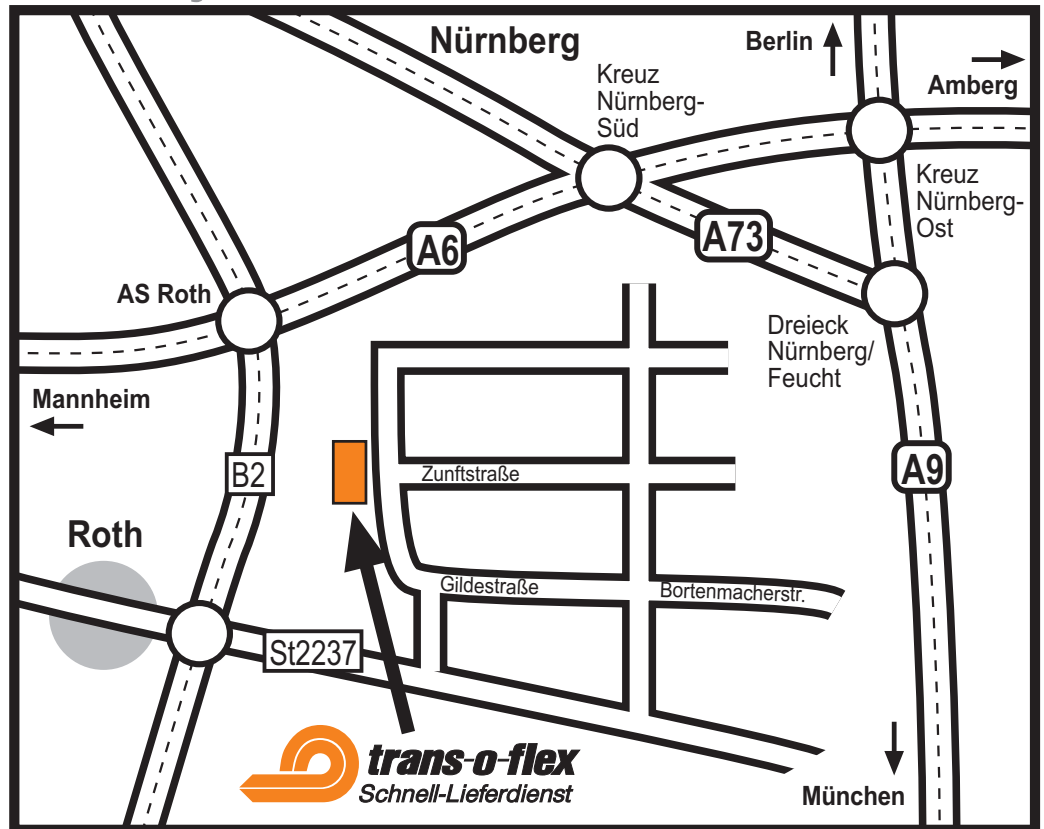 Nürnberg
Berlin
Amberg
Kreuz
Nürnberg-
Süd
Kreuz
Nürnberg-
Ost
A6
A73
AS Roth
Dreieck
Nürnberg/
Feucht
Mannheim
B2
Zunftstraße
A9
Roth
Gildestraße
Bortenmacherstr.
St2237
trans-o-flex
Schnell-Lieferdienst
München